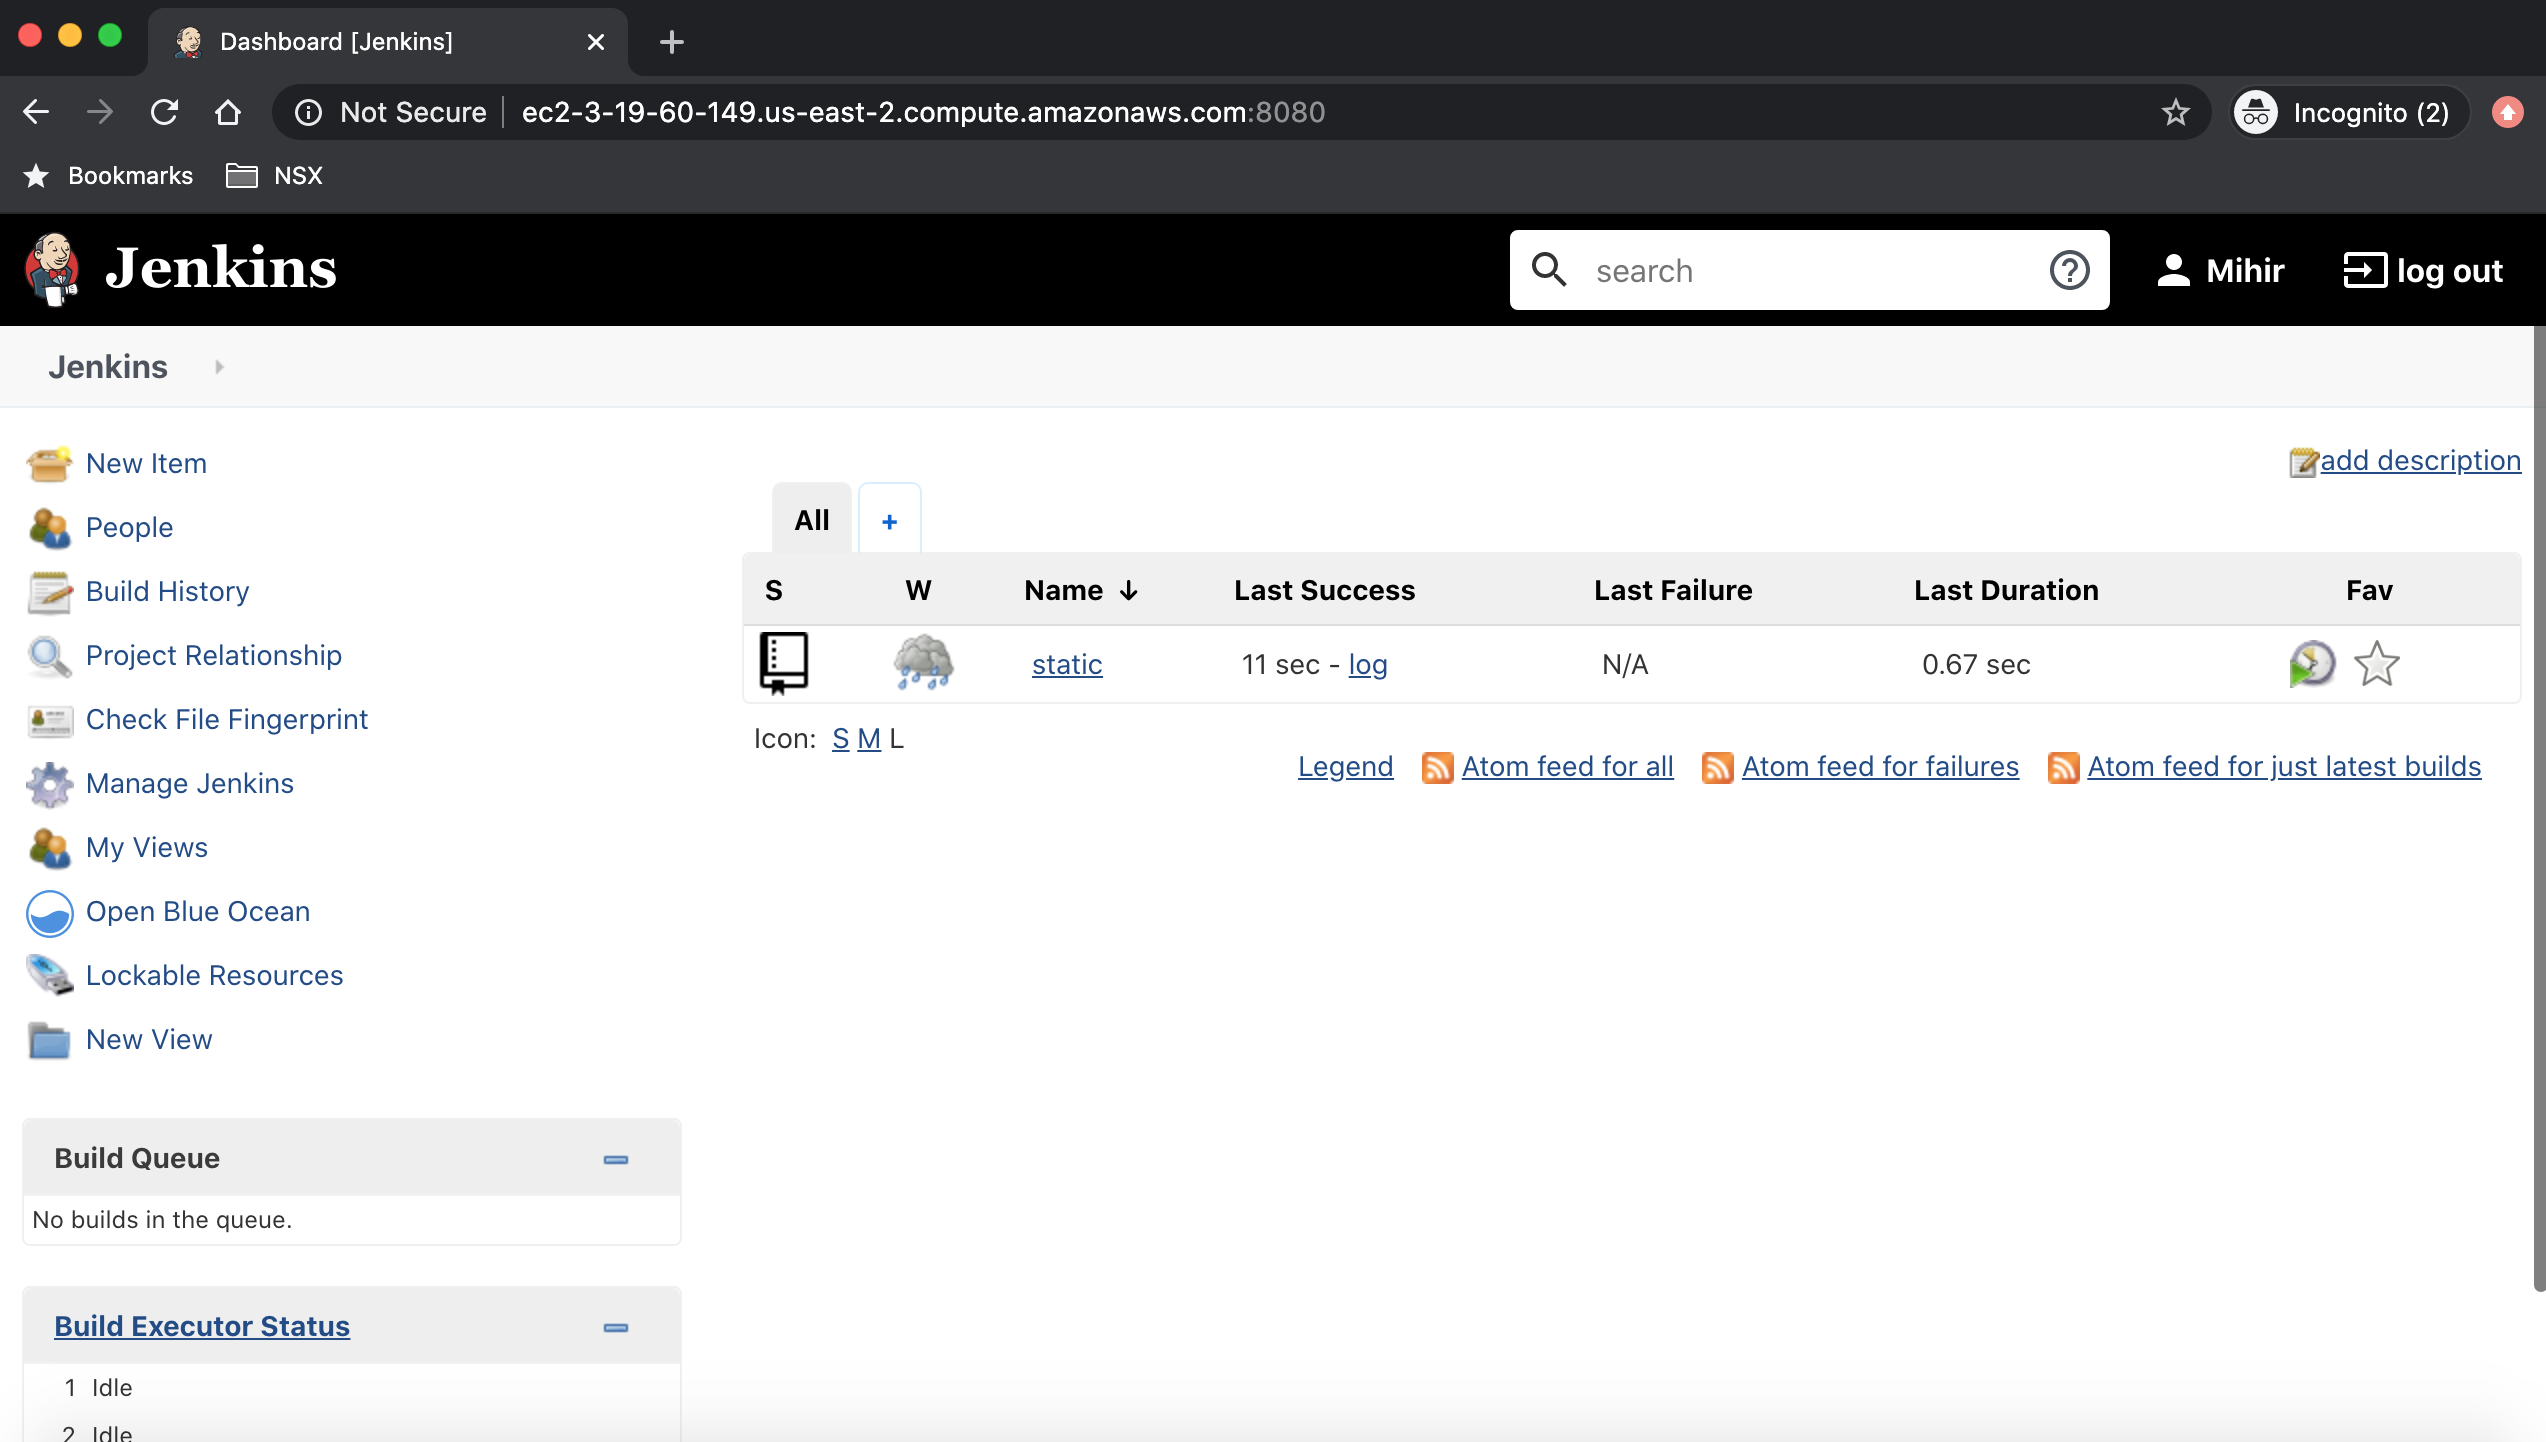 Dashboard [Jenkins]
Not Secure ec2-3-19-60-149.us-east-2.compute.amazonaws.com:8080 Incognito (2)
Bookmarks NSX
Jenkins search Mihir log out
Jenkins
New Item
People
Build History
Project Relationship
Check File Fingerprint
Manage Jenkins
My Views
Open Blue Ocean
Lockable Resources
New View
Build Queue
No builds in the queue.
Build Executor Status
1 Idle
2 Idle
add description
All +
S W Name ↓ Last Success Last Failure Last Duration Fav
static 11 sec - log N/A 0.67 sec
Icon: S M L
Legend Atom feed for all Atom feed for failures Atom feed for just latest builds